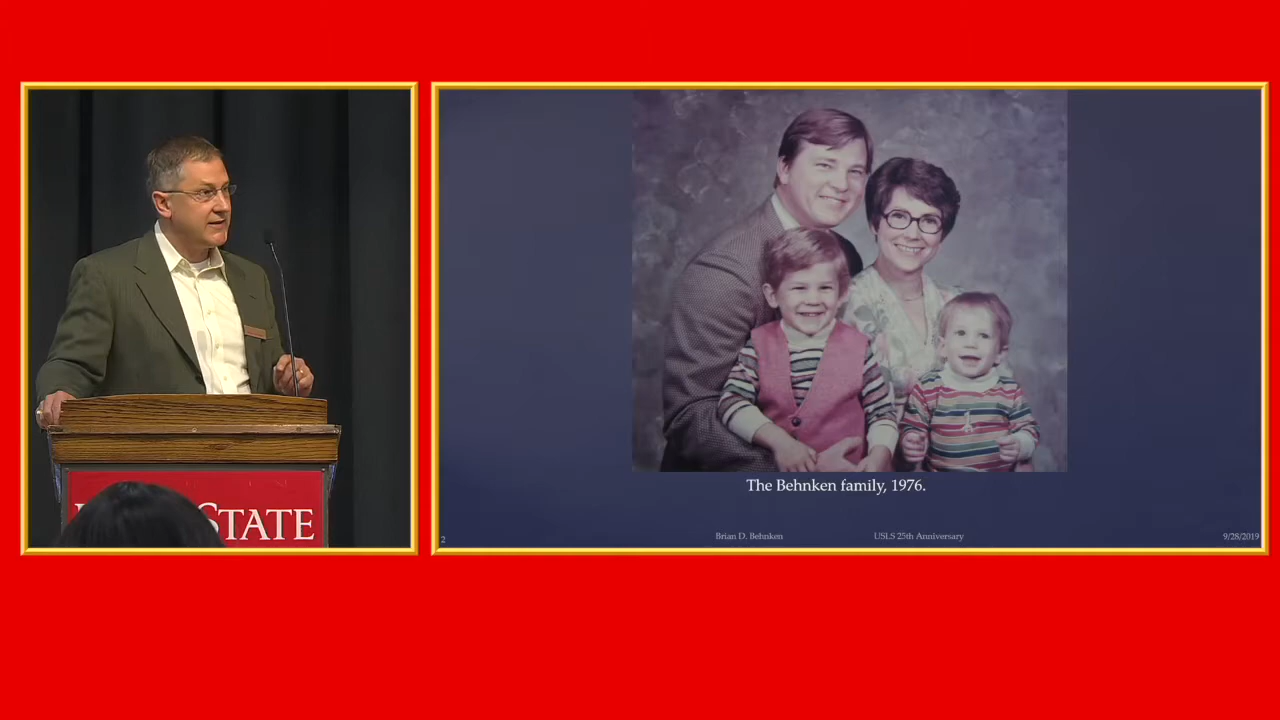 STATE
The Behnken family, 1976.
2
Brian D. Behnken
USLS 25th Anniversary
9/28/2019